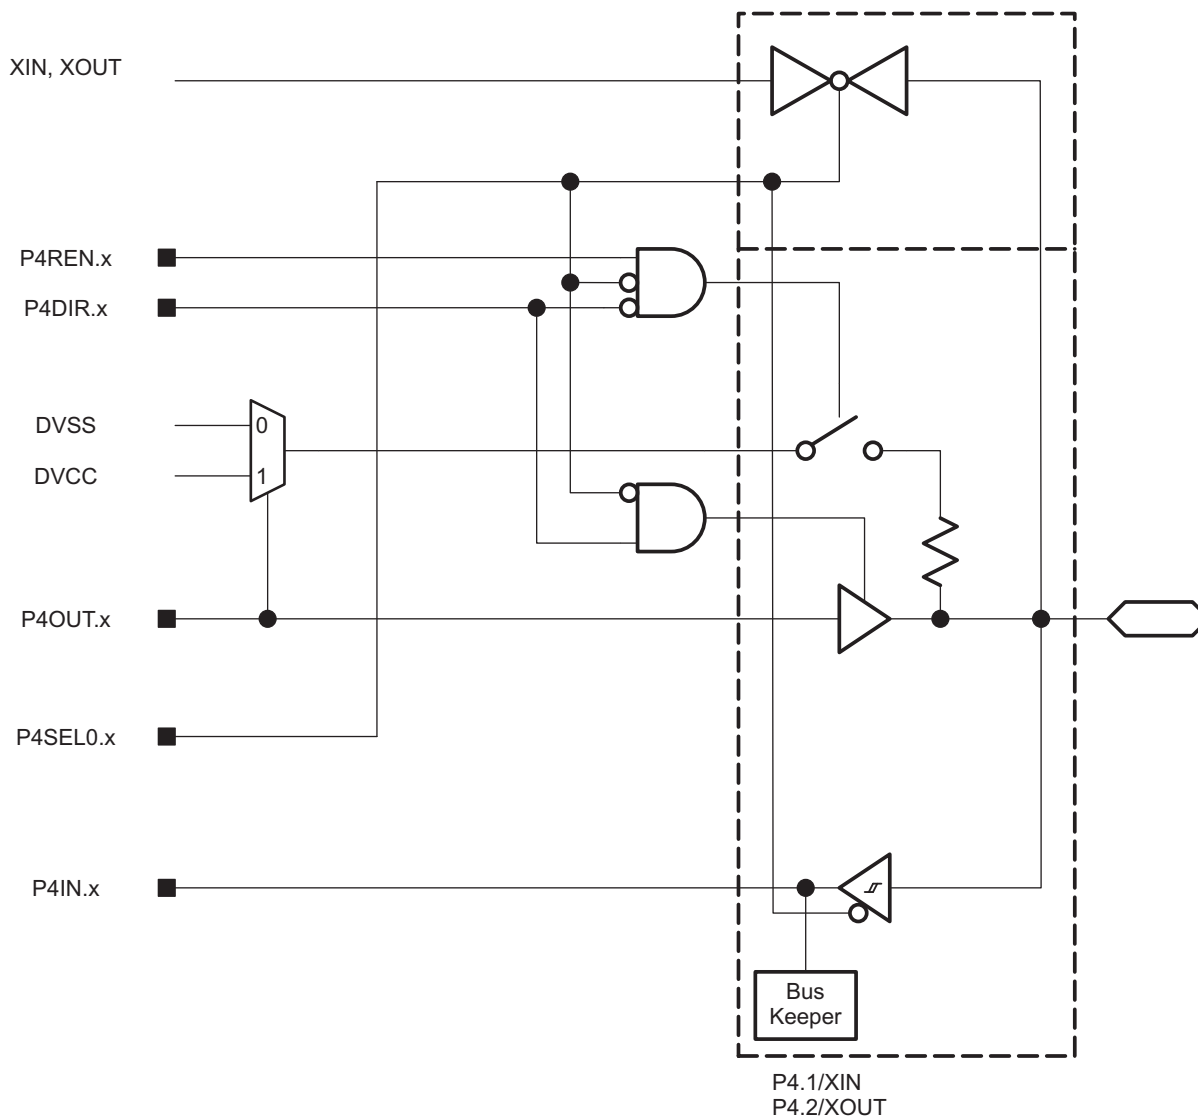 XIN, XOUT
P4REN.x
P4DIR.x
DVSS
0
DVCC
1
P4OUT.x
P4SEL0.x
P4IN.x
Bus
Keeper
P4.1/XIN
P4.2/XOUT